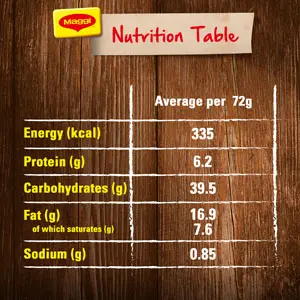 Maggi
Nutrition Table
Average per 72g
Energy (kcal) 335
Protein (g) 6.2
Carbohydrates (g) 39.5
Fat (g) 16.9
of which saturates (g) 7.6
Sodium (g) 0.85